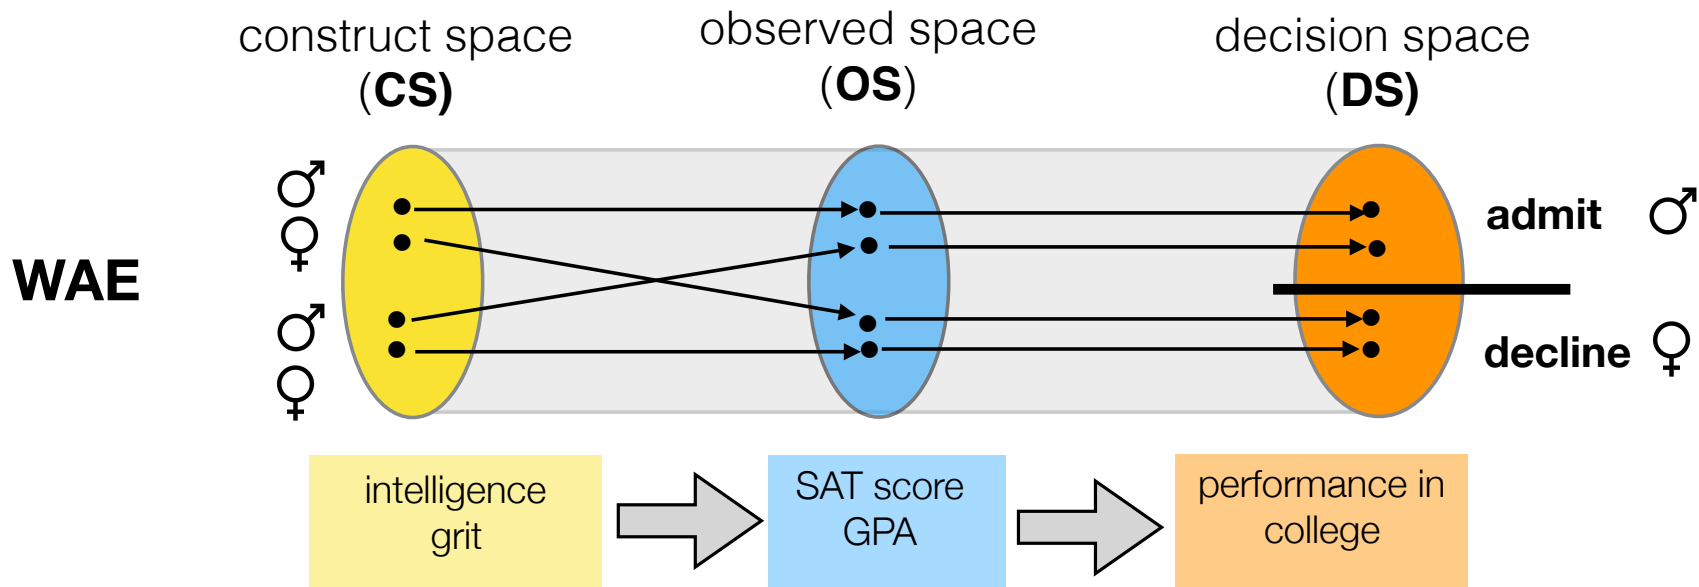 construct space
(CS)
observed space
(OS)
decision space
(DS)
♂
♀
WAE
♂
♀
admit ♂
decline ♀
intelligence
grit
SAT score
GPA
performance in
college